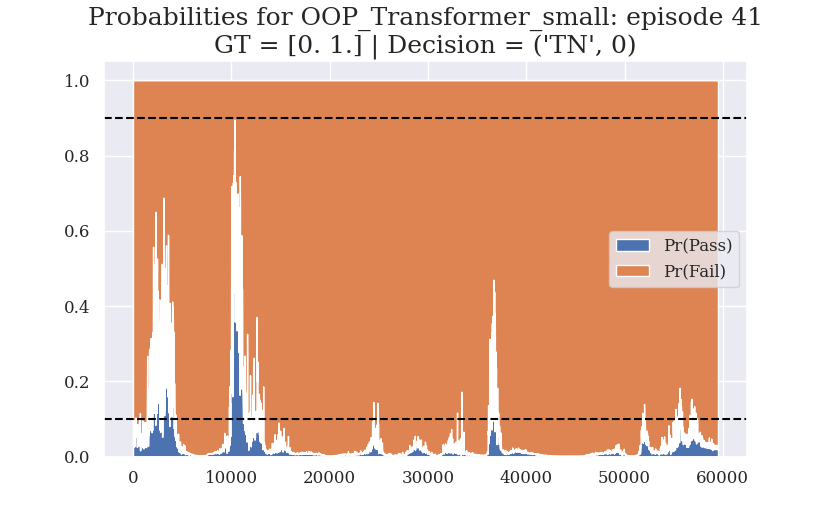 Probabilities for OOP_Transformer_small: episode 41
GT = [0. 1.] | Decision = ('TN', 0)
1.0
0.8
0.6
0.4
0.2
0.0
Pr(Pass)
Pr(Fail)
0 10000 20000 30000 40000 50000 60000